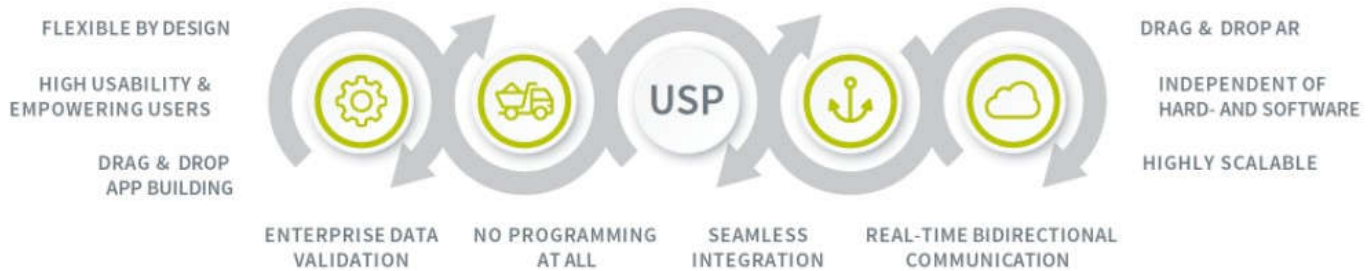 FLEXIBLE BY DESIGN
HIGH USABILITY &
EMPOWERING USERS
DRAG & DROP
APP BUILDING
USP
DRAG & DROP AR
INDEPENDENT OF
HARD- AND SOFTWARE
HIGHLY SCALABLE
ENTERPRISE DATA
VALIDATION
NO PROGRAMMING
AT ALL
SEAMLESS
INTEGRATION
REAL-TIME BIDIRECTIONAL
COMMUNICATION